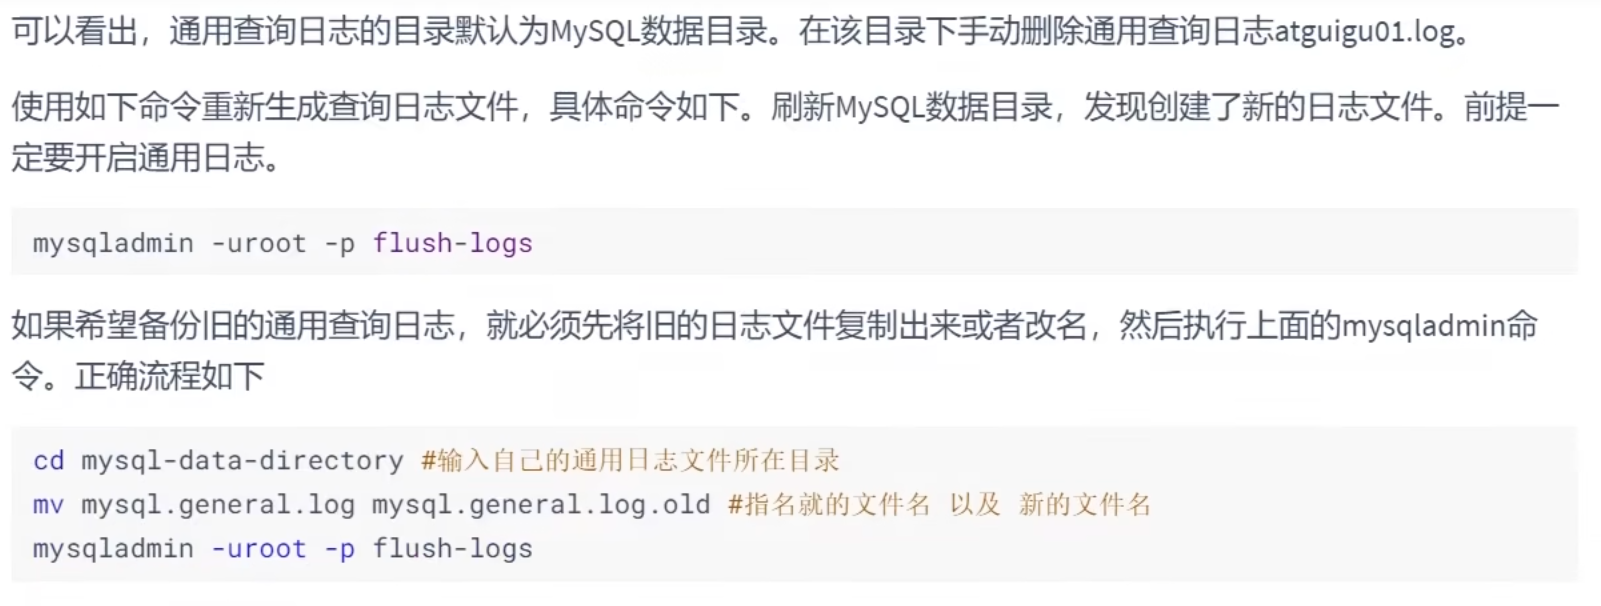 可以看出，通用查询日志的目录默认为MySQL数据目录。在该目录下手动删除通用查询日志atguigu01.log。
使用如下命令重新生成查询日志文件，具体命令如下。刷新MySQL数据目录，发现创建了新的日志文件。前提一
定要开启通用日志。
mysqladmin -uroot -p flush-logs
如果希望备份旧的通用查询日志，就必须先将旧的日志文件复制出来或者改名，然后执行上面的mysqladmin命
令。正确流程如下
cd mysql-data-directory #输入自己的通用日志文件所在目录
mv mysql.general.log mysql.general.log.old #指名就的文件名 以及 新的文件名
mysqladmin -uroot -p flush-logs